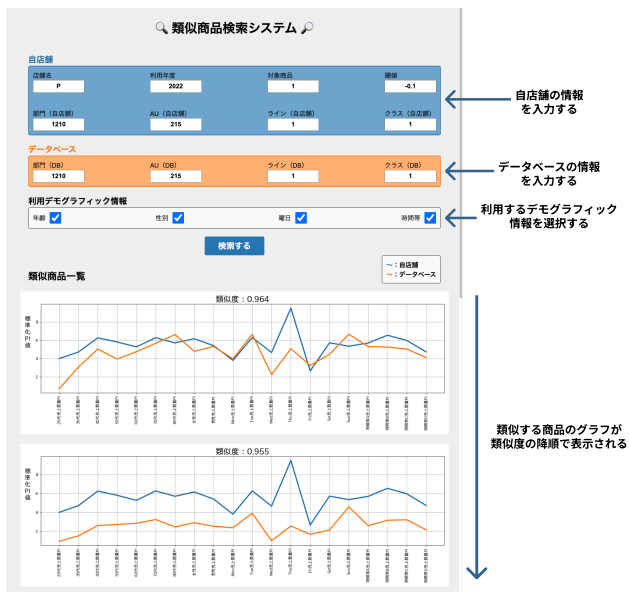 🔍 類似商品検索システム 🔎
自店舗
店舗名 利用年度 対象商品 閾値
P 2022 1 -0.1
部門（自店舗） AU（自店舗） ライン（自店舗） クラス（自店舗）
1210 215 1 1
自店舗の情報
を入力する
データベース
部門（DB） AU（DB） ライン（DB） クラス（DB）
1210 215 1 1
データベースの情報
を入力する
利用デモグラフィック情報
年齢 性別 曜日 時間帯
利用するデモグラフィック
情報を選択する
検索する
類似商品一覧
～：自店舗
～：データベース
類似度：0.964
標準化PI値
8
6
4
2
類似する商品のグラフが
類似度の降順で表示される
類似度：0.955
標準化PI値
8
6
4
2